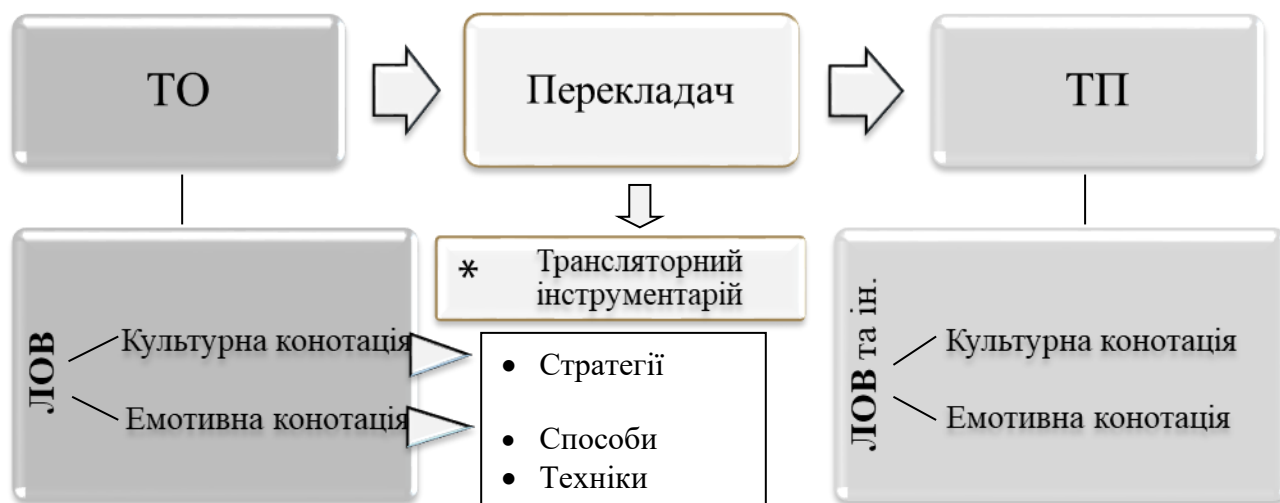 ТО
Перекладач
ТП
ЛОВ
Культурна конотація
Емотивна конотація
* Трансляторний
інструментарій
• Стратегії
• Способи
• Техніки
ЛОВ та ін.
Культурна конотація
Емотивна конотація